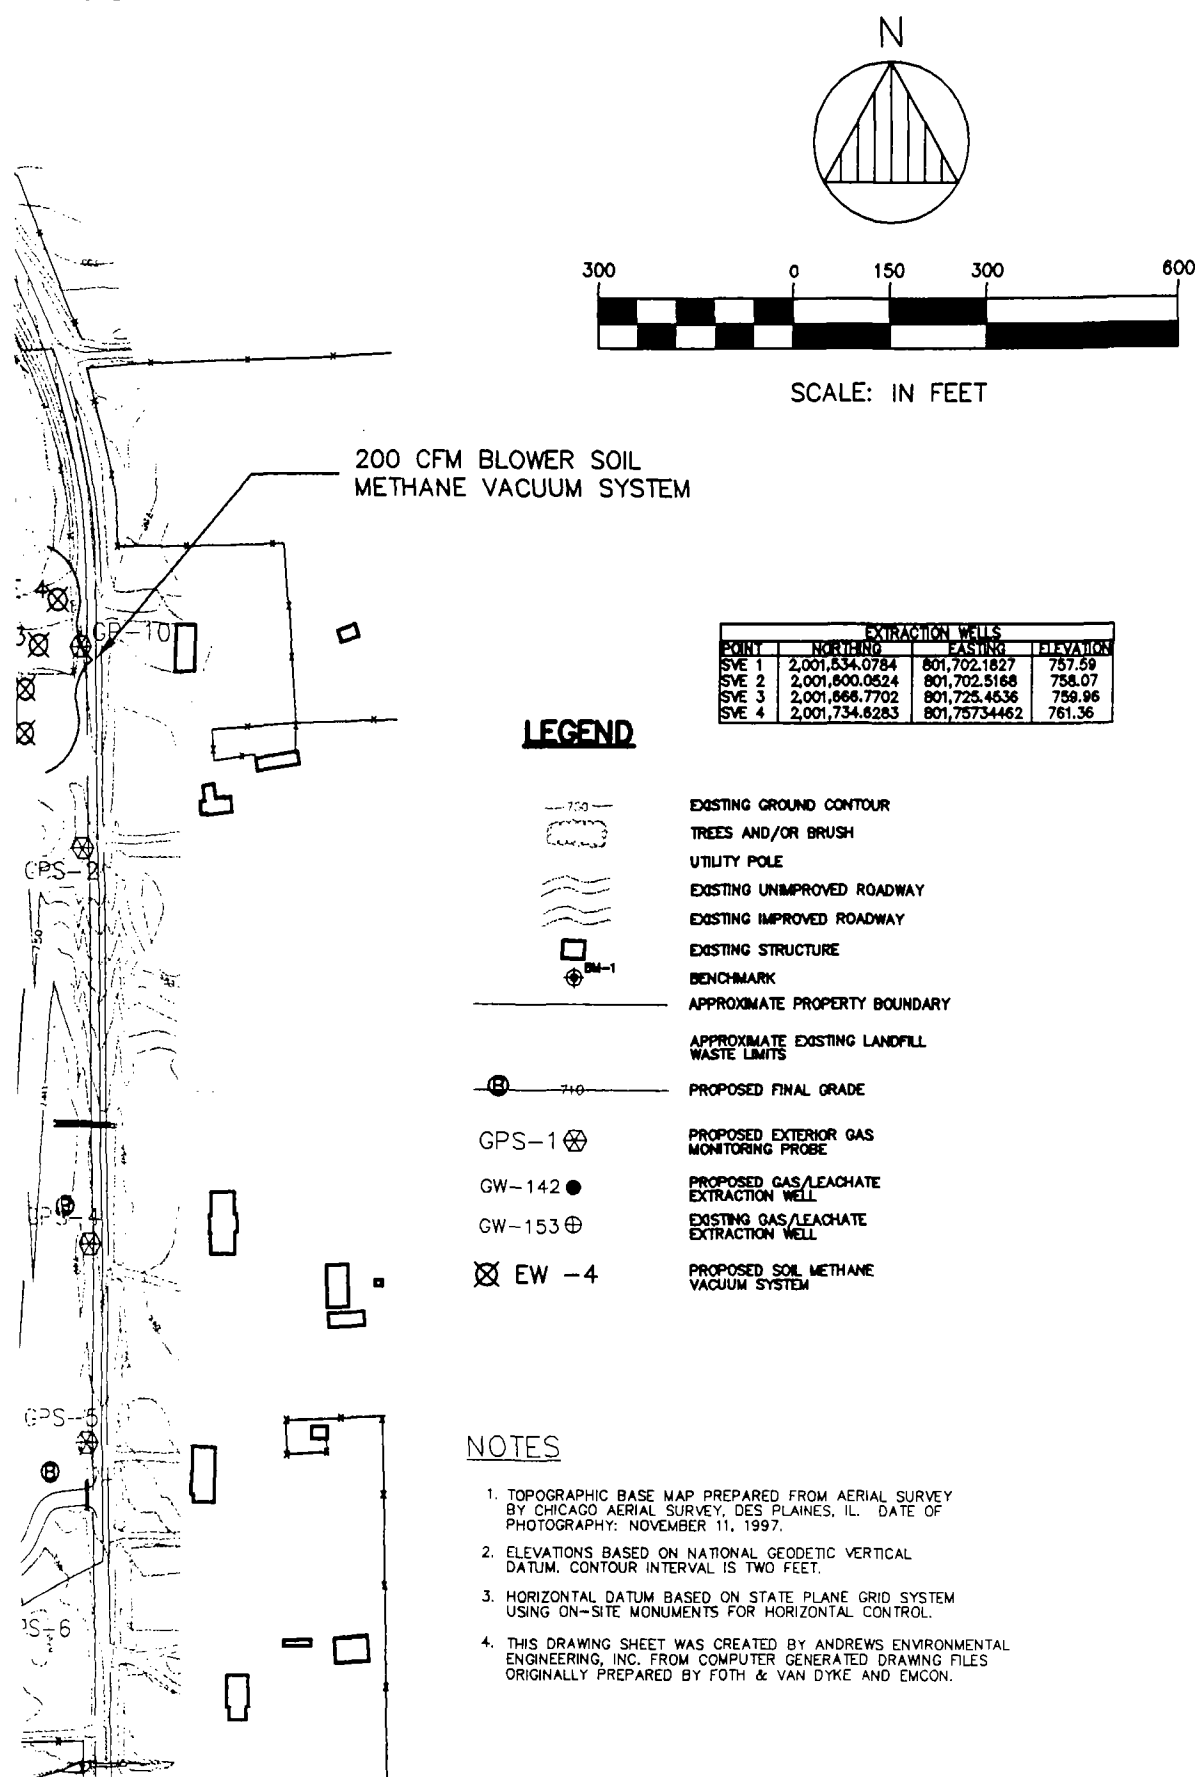 N
300 0 150 300 600
SCALE: IN FEET
200 CFM BLOWER SOIL
METHANE VACUUM SYSTEM
4
3
GP-10
EXTRACTION WELLS
POINT NORTHING EASTING ELEVATION
SVE 1 2,001,534.0784 801,702.1827 757.59
SVE 2 2,001,600.0524 801,702.5168 758.07
SVE 3 2,001,666.7702 801,725.4536 759.96
SVE 4 2,001,734.6283 801,75734462 761.36
LEGEND
730 EXISTING GROUND CONTOUR
TREES AND/OR BRUSH
UTILITY POLE
EXISTING UNIMPROVED ROADWAY
EXISTING IMPROVED ROADWAY
EXISTING STRUCTURE
BM-1 BENCHMARK
APPROXIMATE PROPERTY BOUNDARY
APPROXIMATE EXISTING LANDFILL
WASTE LIMITS
B 710 PROPOSED FINAL GRADE
GPS-1 PROPOSED EXTERIOR GAS
MONITORING PROBE
GW-142 PROPOSED GAS/LEACHATE
EXTRACTION WELL
GW-153 EXISTING GAS/LEACHATE
EXTRACTION WELL
EW -4 PROPOSED SOIL METHANE
VACUUM SYSTEM
GPS-2
750
B
GPS-4
GPS-5
B
PS-6
NOTES
1. TOPOGRAPHIC BASE MAP PREPARED FROM AERIAL SURVEY
BY CHICAGO AERIAL SURVEY, DES PLAINES, IL. DATE OF
PHOTOGRAPHY: NOVEMBER 11, 1997.
2. ELEVATIONS BASED ON NATIONAL GEODETIC VERTICAL
DATUM. CONTOUR INTERVAL IS TWO FEET.
3. HORIZONTAL DATUM BASED ON STATE PLANE GRID SYSTEM
USING ON-SITE MONUMENTS FOR HORIZONTAL CONTROL.
4. THIS DRAWING SHEET WAS CREATED BY ANDREWS ENVIRONMENTAL
ENGINEERING, INC. FROM COMPUTER GENERATED DRAWING FILES
ORIGINALLY PREPARED BY FOTH & VAN DYKE AND EMCON.